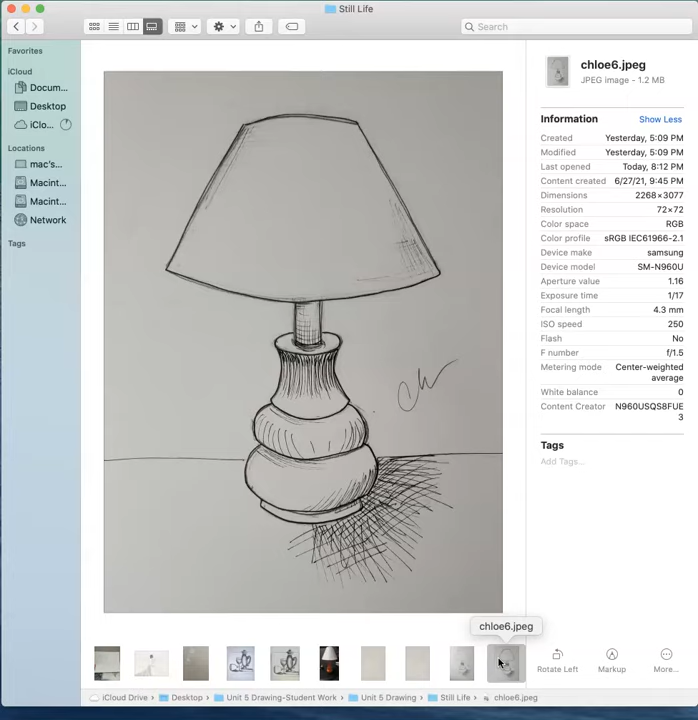 Still Life
Search
Favorites
iCloud
Docum...
Desktop
iClo...
Locations
mac's...
Macint...
Macint...
Network
Tags
chloe6.jpeg
JPEG image - 1.2 MB
Information Show Less
Created Yesterday, 5:09 PM
Modified Yesterday, 5:09 PM
Last opened Today, 8:12 PM
Content created 6/27/21, 9:45 PM
Dimensions 2268×3077
Resolution 72×72
Color space RGB
Color profile sRGB IEC61966-2.1
Device make samsung
Device model SM-N960U
Aperture value 1.16
Exposure time 1/17
Focal length 4.3 mm
ISO speed 250
Flash No
F number f/1.5
Metering mode Center-weighted
average
White balance 0
Content Creator N960USQS8FUE
3
Tags
Add Tags...
chloe6.jpeg
Rotate Left Markup More...
iCloud Drive › Desktop › Unit 5 Drawing-Student Work › Unit 5 Drawing › Still Life › chloe6.jpeg